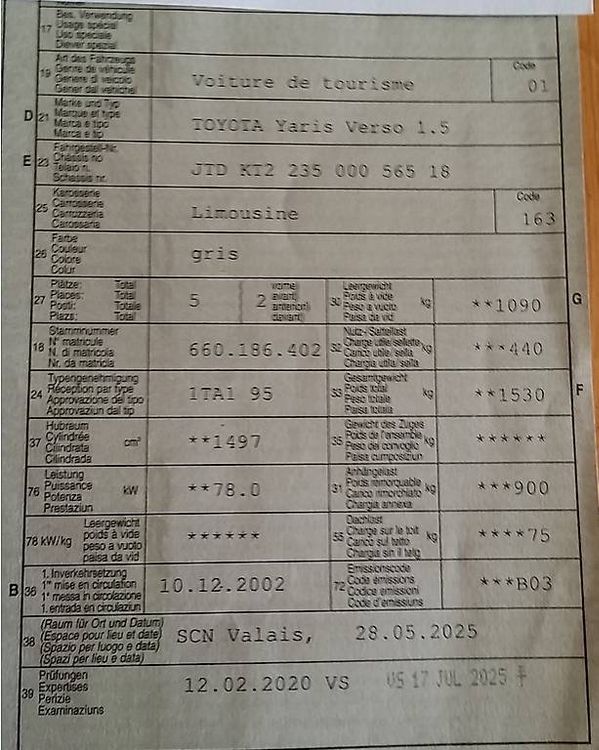 17 Bes. Verwendung
Usage spécial
Uso speciale
Diever spezial
19 Art des Fahrzeugs
Genre de véhicule
Genere di veicolo
Gener dal vehichel
Voiture de tourisme
Code
01
D 21 Marke und Typ
Marque et type
Marca e tipo
Marca e tip
TOYOTA Yaris Verso 1.5
E 23 Fahrgestell-Nr.
Châssis no
Telaio n.
Schassis nr.
JTD KT2 235 000 565 18
25 Karosserie
Carrosserie
Carrozzeria
Carossaria
Limousine
Code
163
26 Farbe
Couleur
Colore
Colur
gris
27 Plätze: Total
Places: Total
Posti: Totale
Plazs: Total
5
vorne
avant)
anteriori)
davant)
2
30 Leergewicht
Poids à vide
Peso a vuoto
Paisa da vid
kg
**1090
G
18 Stammnummer
N° matricule
N. di matricola
Nr. da matricla
660.186.402
32 Nutz-/Sattellast
Charge utile/sellette
Carico utile/sella
Chargia utila/sella
kg
***440
24 Typengenehmigung
Réception par type
Approvazione del tipo
Approvaziun dal tip
1TA1 95
33 Gesamtgewicht
Poids total
Peso totale
Paisa totala
kg
**1530
F
37 Hubraum
Cylindrée
Cilindrata
Cilindrada
cm³
**1497
35 Gewicht des Zuges
Poids de l'ensemble
Peso del convoglio
Paisa cumposiziun
kg
******
76 Leistung
Puissance
Potenza
Prestaziun
kW
**78.0
31 Anhängelast
Poids remorquable
Carico rimorchiato
Chargia annexa
kg
***900
78 kW/kg
Leergewicht
poids à vide
peso a vuoto
paisa da vid
******
55 Dachlast
Charge sur le toit
Carico sul tetto
Chargia sin il tetg
kg
****75
B 36 1. Inverkehrsetzung
1re mise en circulation
1a messa in circolazione
1. entrada en circulaziun
10.12.2002
72 Emissionscode
Code émissions
Codice emissioni
Code d'emissiuns
***B03
38 (Raum für Ort und Datum)
(Espace pour lieu et date)
(Spazio per luogo e data)
(Spazi per lieu e data)
SCN Valais, 28.05.2025
39 Prüfungen
Expertises
Perizie
Examinaziuns
12.02.2020 VS
VS 17 JUL 2025